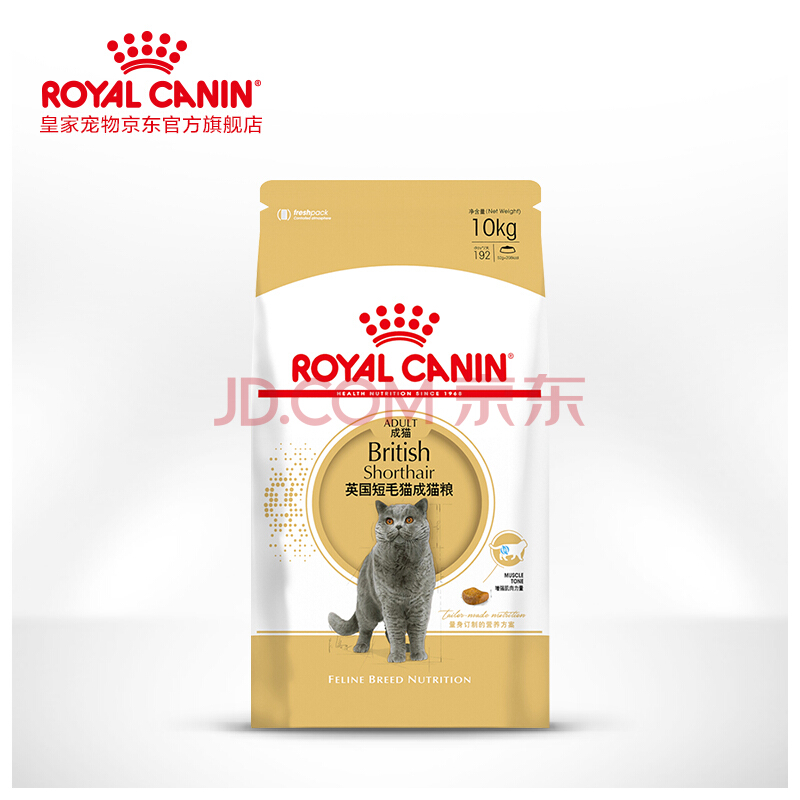 ROYAL CANIN®
皇家宠物京东官方旗舰店
freshpack
Controlled atmosphere
净含量(Net Weight)
10kg
192
ROYAL CANIN®
HEALTH NUTRITION SINCE 1968
JD.COM 京东
ADULT
成猫
British
Shorthair
英国短毛猫成猫粮
MUSCLE
TONE
增强肌肉力量
Tailor-made nutrition
量身订制的营养方案
FELINE BREED NUTRITION